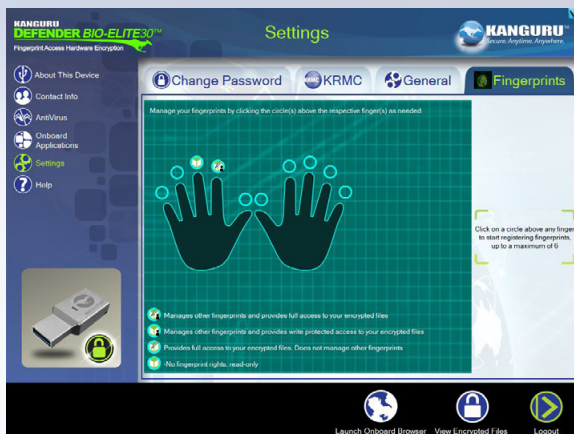 KANGURU
DEFENDER BIO-ELITE30™
Fingerprint Access Hardware Encryption
Settings
KANGURU™
Secure. Anytime. Anywhere.
About This Device
Contact Info
AntiVirus
Onboard
Applications
Settings
Help
Change Password
KRMC
KRMC
General
Fingerprints
Manage your fingerprints by clicking the circle(s) above the respective finger(s) as needed
Click on a circle above any finger
to start registering fingerprints,
up to a maximum of 6
Manages other fingerprints and provides full access to your encrypted files
Manages other fingerprints and provides write protected access to your encrypted files
Provides full access to your encrypted files. Does not manage other fingerprints
-No fingerprint rights, read-only
Launch Onboard Browser
View Encrypted Files
Logout